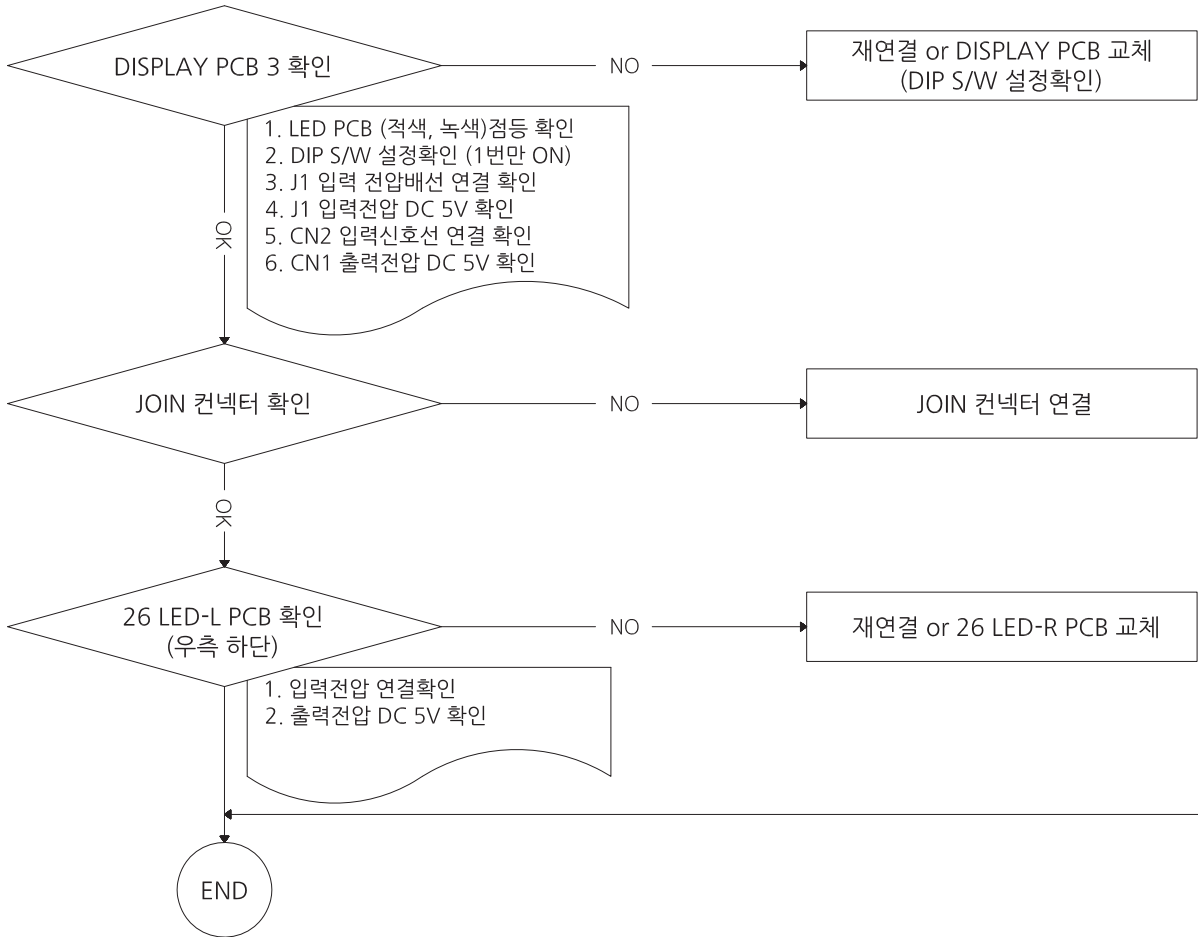 DISPLAY PCB 3 확인
NO
재연결 or DISPLAY PCB 교체
(DIP S/W 설정확인)
1. LED PCB (적색, 녹색)점등 확인
2. DIP S/W 설정확인 (1번만 ON)
3. J1 입력 전압배선 연결 확인
4. J1 입력전압 DC 5V 확인
5. CN2 입력신호선 연결 확인
6. CN1 출력전압 DC 5V 확인
OK
JOIN 컨넥터 확인
NO
JOIN 컨넥터 연결
OK
26 LED-L PCB 확인
(우측 하단)
NO
재연결 or 26 LED-R PCB 교체
1. 입력전압 연결확인
2. 출력전압 DC 5V 확인
END